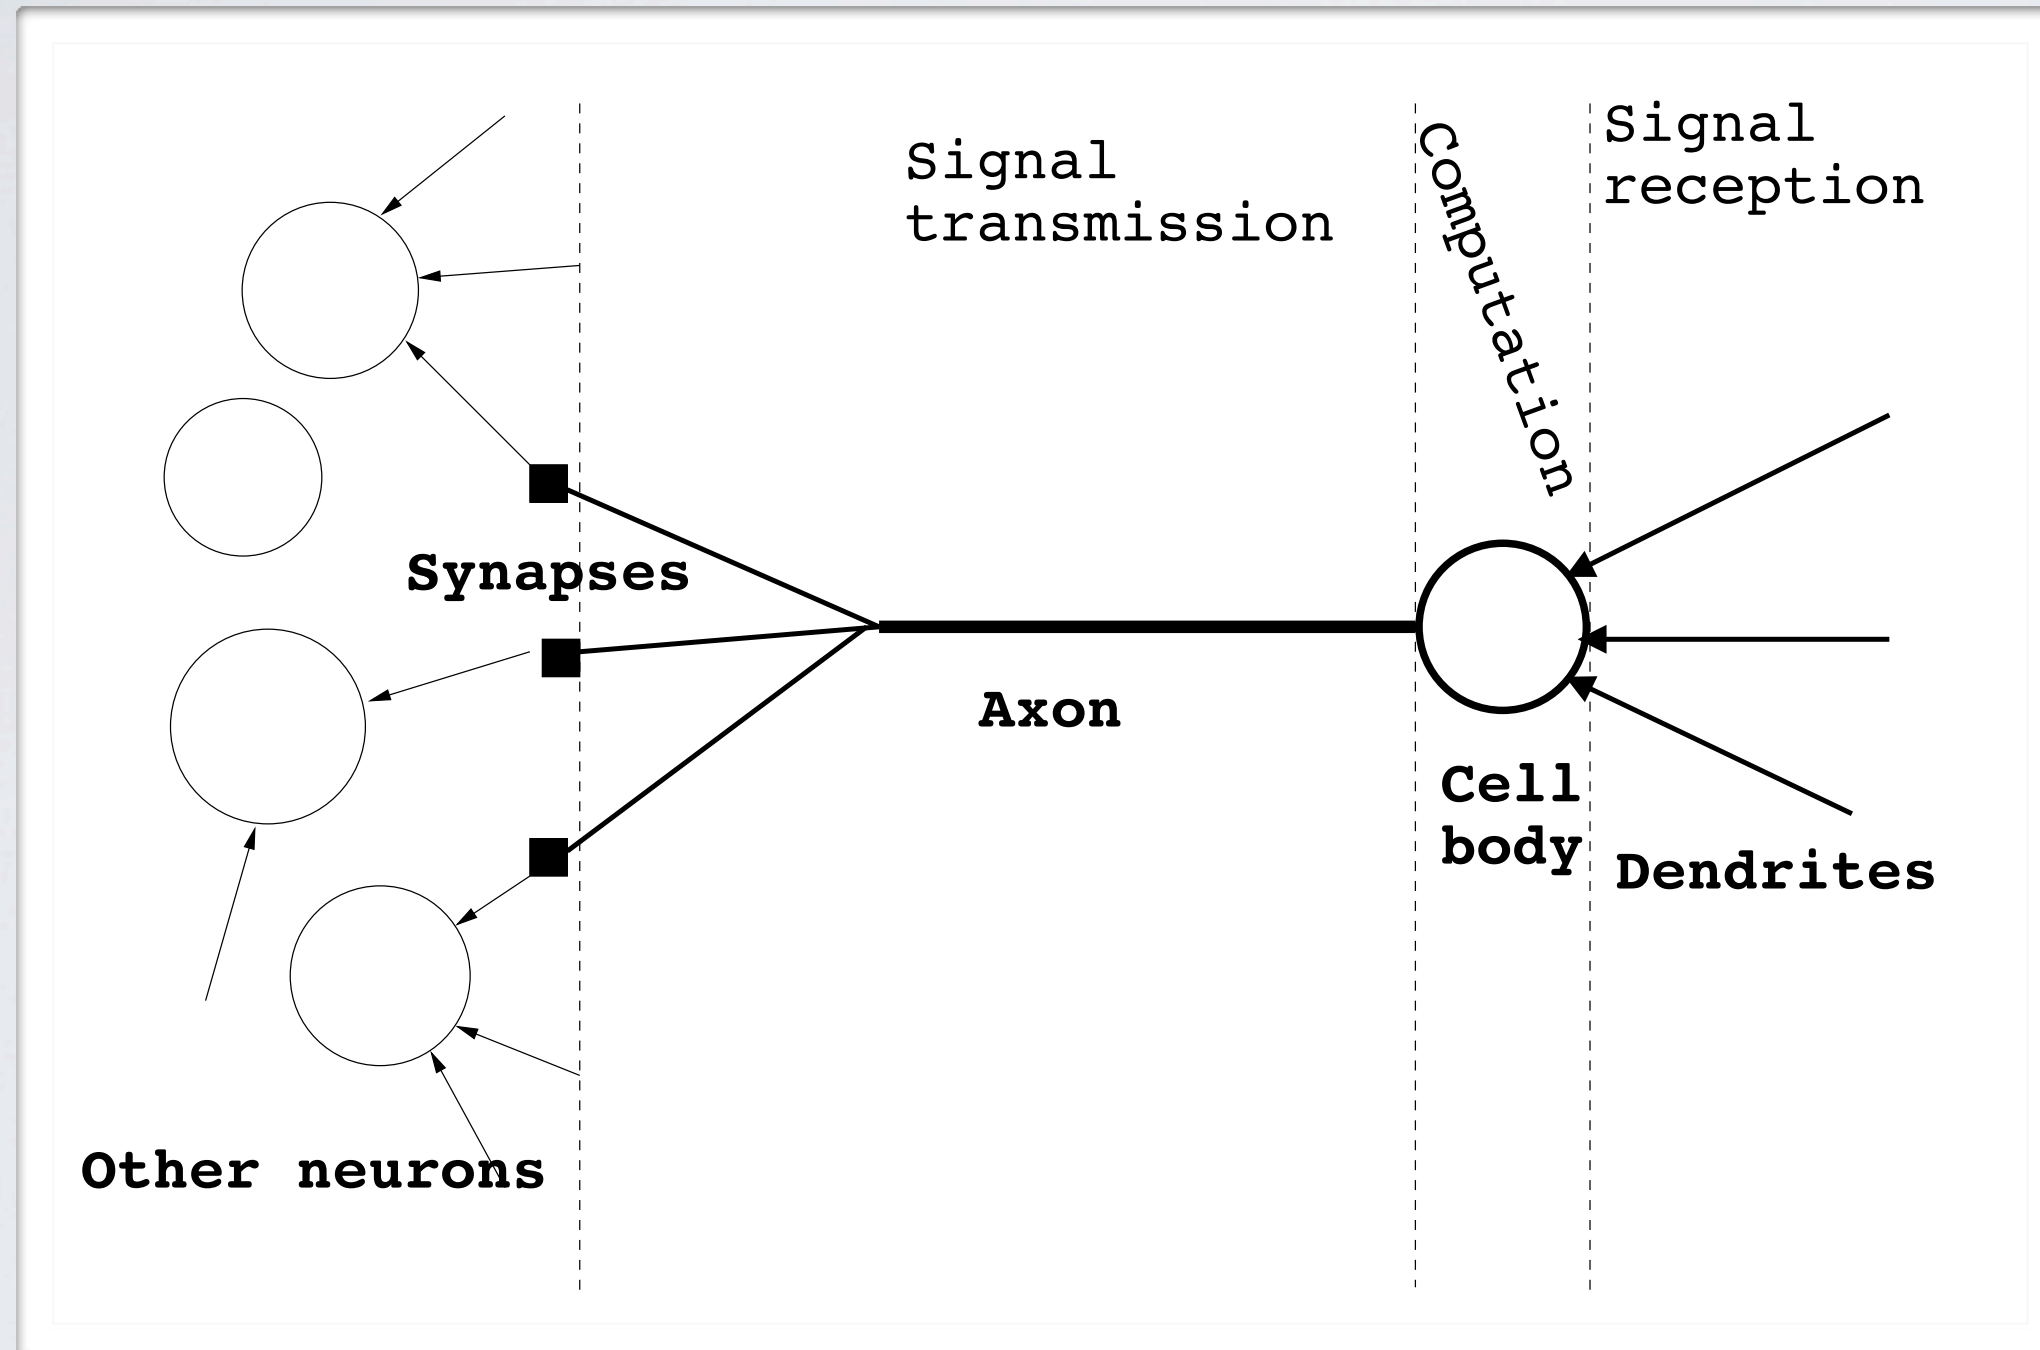 Signal
transmission
Computation
Signal
reception
Synapses
Axon
Cell
body
Dendrites
Other neurons